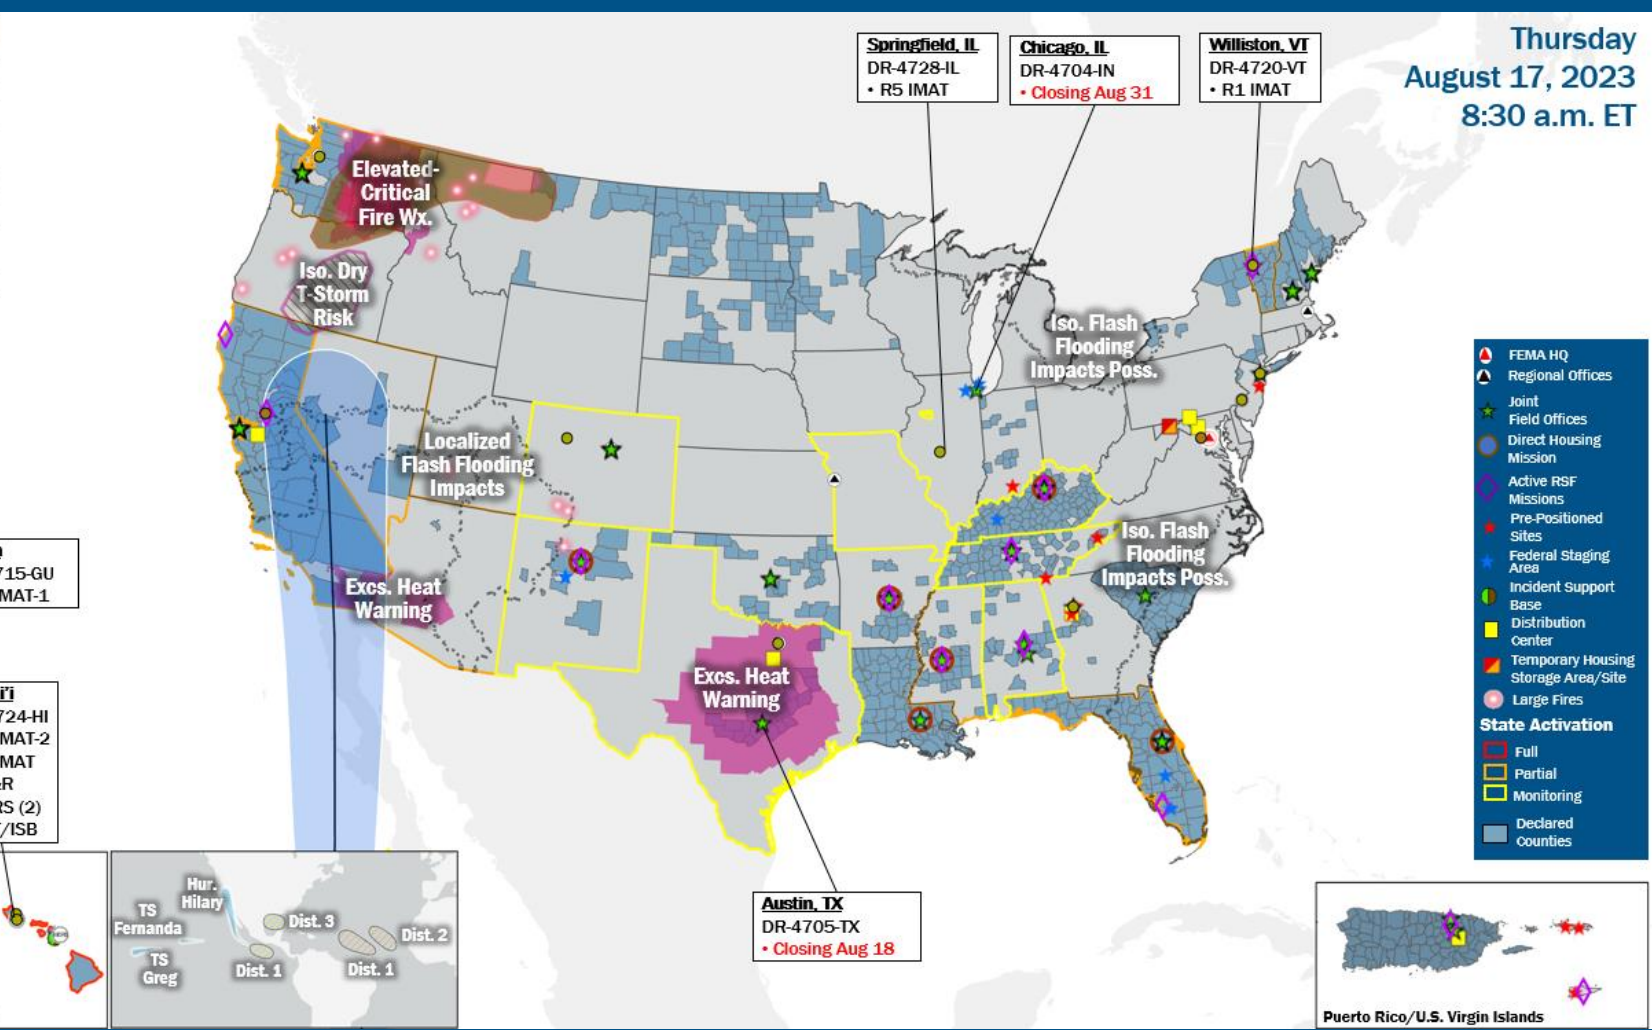 Thursday
August 17, 2023
8:30 a.m. ET
Springfield, IL
DR-4728-IL
• R5 IMAT
Chicago, IL
DR-4704-IN
• Closing Aug 31
Williston, VT
DR-4720-VT
• R1 IMAT
Elevated-
Critical
Fire Wx.
Iso. Dry
T-Storm
Risk
Iso. Flash
Flooding
Impacts Poss.
Localized
Flash Flooding
Impacts
Iso. Flash
Flooding
Impacts Poss.
Excs. Heat
Warning
Excs. Heat
Warning
715-GU
MAT-1
i'i
724-HI
MAT-2
MAT
R
RS (2)
/ISB
Austin, TX
DR-4705-TX
• Closing Aug 18
Hur.
Hilary
TS
Fernanda
TS
Greg
Dist. 3
Dist. 1
Dist. 1
Dist. 2
FEMA HQ
Regional Offices
Joint
Field Offices
Direct Housing
Mission
Active RSF
Missions
Pre-Positioned
Sites
Federal Staging
Area
Incident Support
Base
Distribution
Center
Temporary Housing
Storage Area/Site
Large Fires
State Activation
Full
Partial
Monitoring
Declared
Counties
Puerto Rico/U.S. Virgin Islands